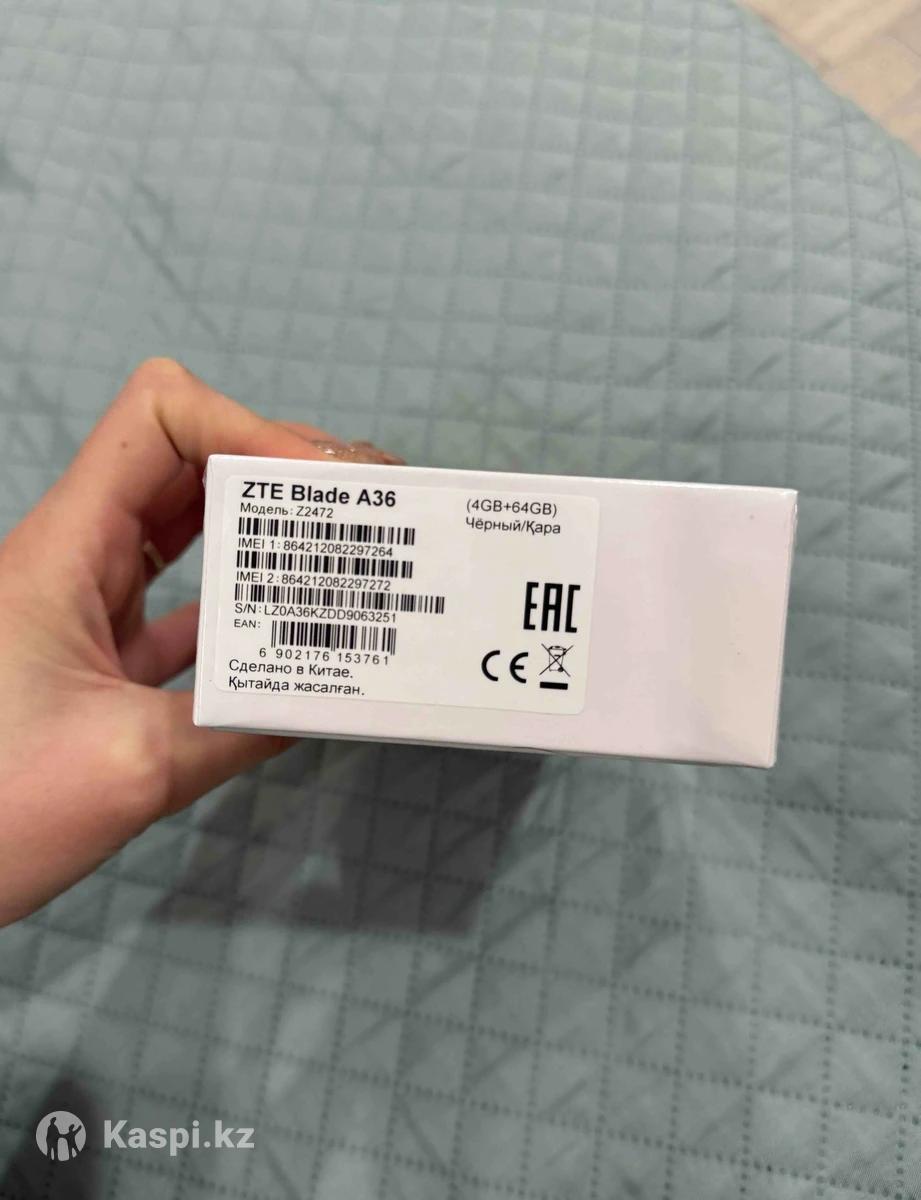 ZTE Blade A36
(4GB+64GB)
Модель: Z2472
Чёрный/Қара
IMEI 1: 864212082297264
IMEI 2: 864212082297272
S/N: LZ0A36KZDD9063251
EAN:
6 902176 153761
EAC
CE
Сделано в Китае.
Қытайда жасалған.
Kaspi.kz